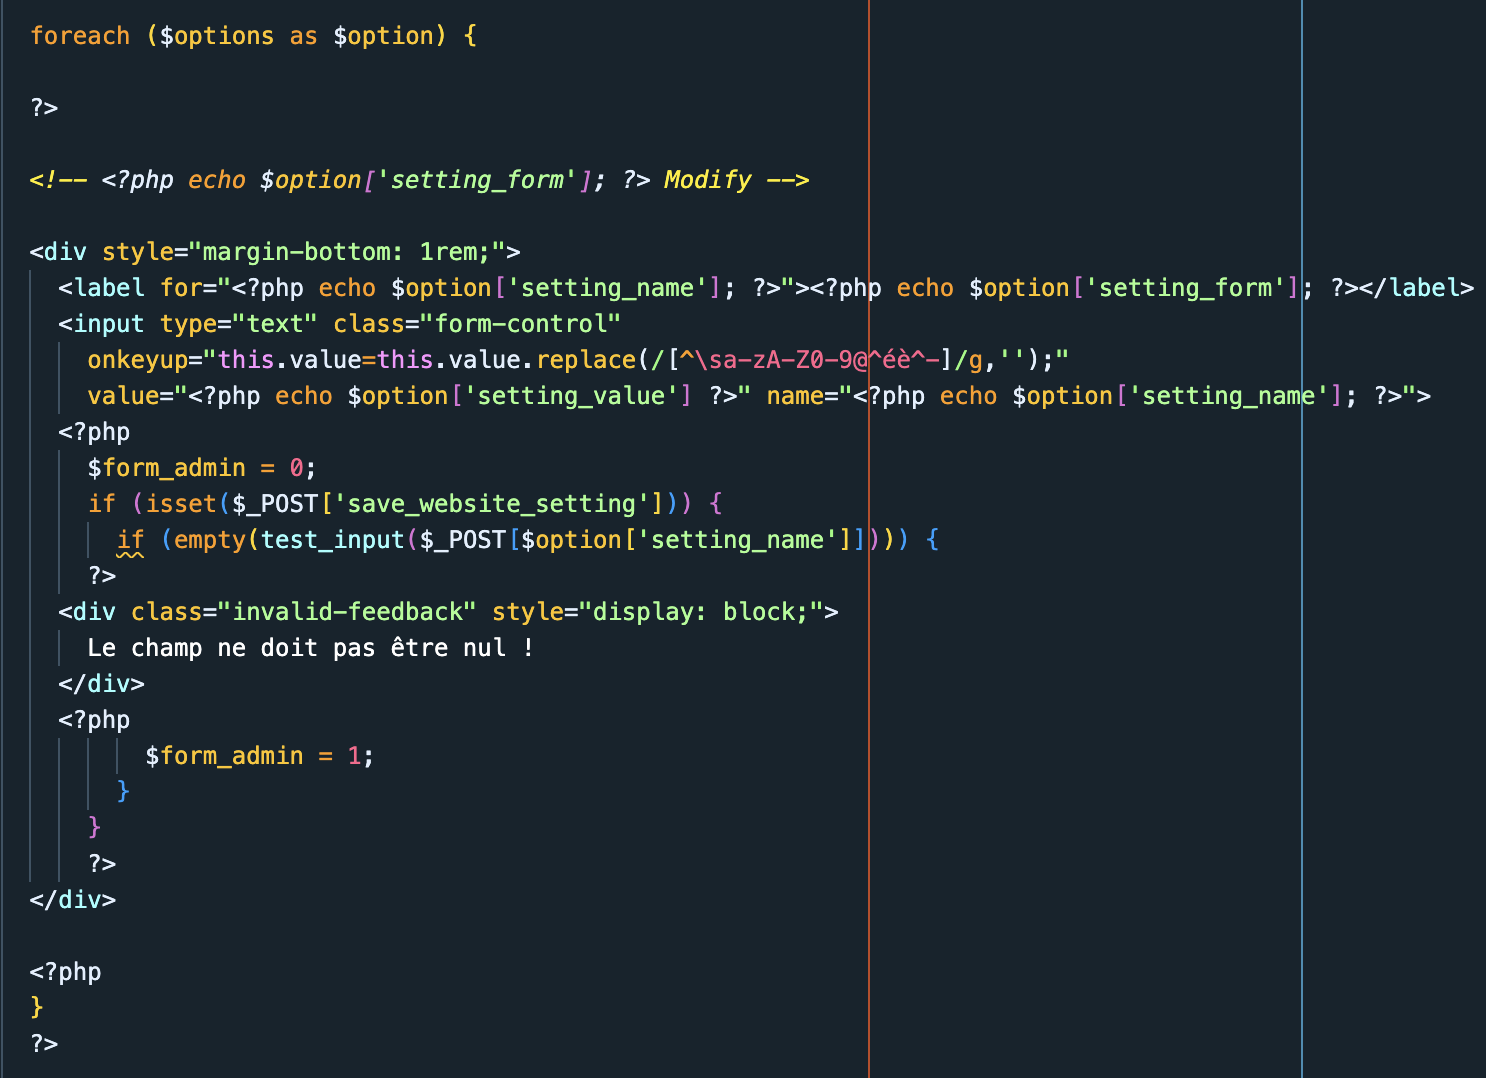 foreach ($options as $option) {
?>
<!-- <?php echo $option['setting_form']; ?> Modify -->
<div style="margin-bottom: 1rem;">
<label for="<?php echo $option['setting_name']; ?>"><?php echo $option['setting_form']; ?></label>
<input type="text" class="form-control"
onkeyup="this.value=this.value.replace(/[^\sa-zA-Z0-9@^éè^-]/g,'');"
value="<?php echo $option['setting_value'] ?>" name="<?php echo $option['setting_name']; ?>">
<?php
$form_admin = 0;
if (isset($_POST['save_website_setting'])) {
if (empty(test_input($_POST[$option['setting_name']]))) {
?>
<div class="invalid-feedback" style="display: block;">
Le champ ne doit pas être nul !
</div>
<?php
$form_admin = 1;
}
}
?>
</div>
<?php
}
?>